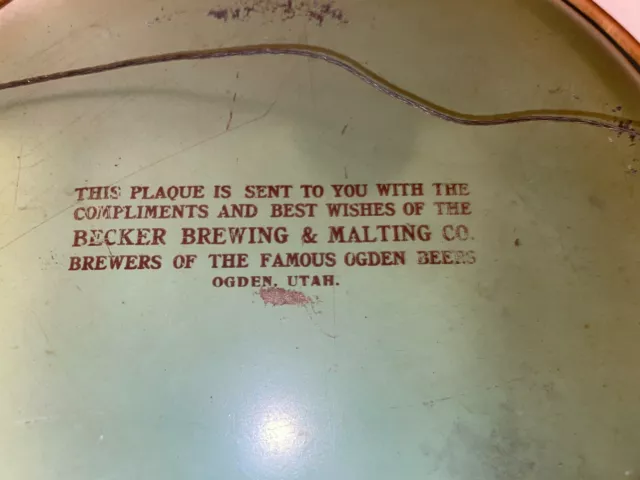 THIS PLAQUE IS SENT TO YOU WITH THE
COMPLIMENTS AND BEST WISHES OF THE
BECKER BREWING & MALTING CO.
BREWERS OF THE FAMOUS OGDEN BEERS
OGDEN, UTAH.